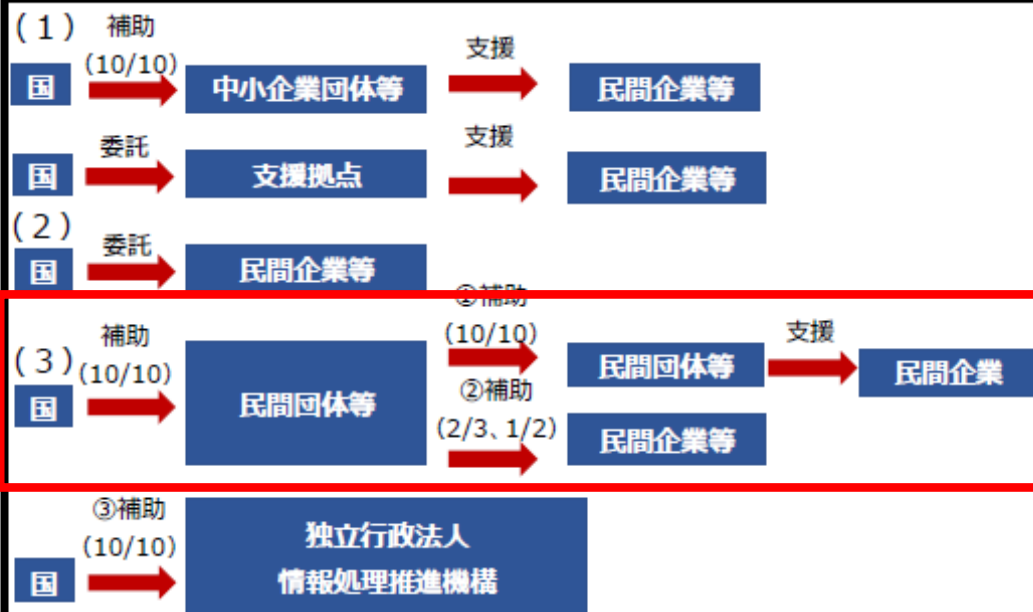 (1) 補助
(10/10) 支援
国 中小企業団体等 民間企業等
委託 支援
国 支援拠点 民間企業等
(2)
委託
国 民間企業等
①補助
(10/10)
補助 支援
(3) (10/10) 民間団体等 民間企業
国 民間団体等 ②補助
(2/3、1/2) 民間企業等
③補助
(10/10) 独立行政法人
国 情報処理推進機構